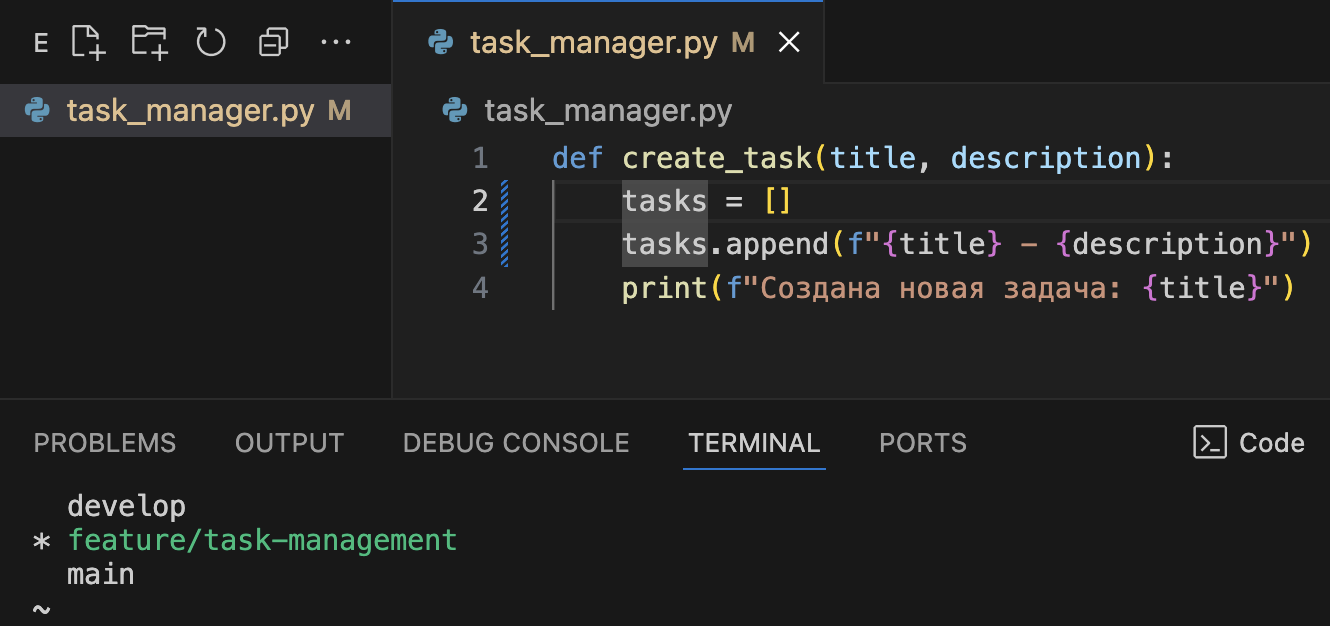 E
task_manager.py M
task_manager.py M
task_manager.py
1 def create_task(title, description):
2 tasks = []
3 tasks.append(f"{title} – {description}")
4 print(f"Создана новая задача: {title}")
PROBLEMS OUTPUT DEBUG CONSOLE TERMINAL PORTS Code
develop
* feature/task-management
main
~